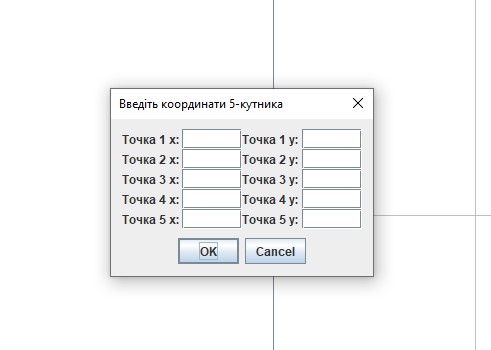 Введіть координати 5-кутника
Точка 1 x: Точка 1 y:
Точка 2 x: Точка 2 y:
Точка 3 x: Точка 3 y:
Точка 4 x: Точка 4 y:
Точка 5 x: Точка 5 y:
OK Cancel